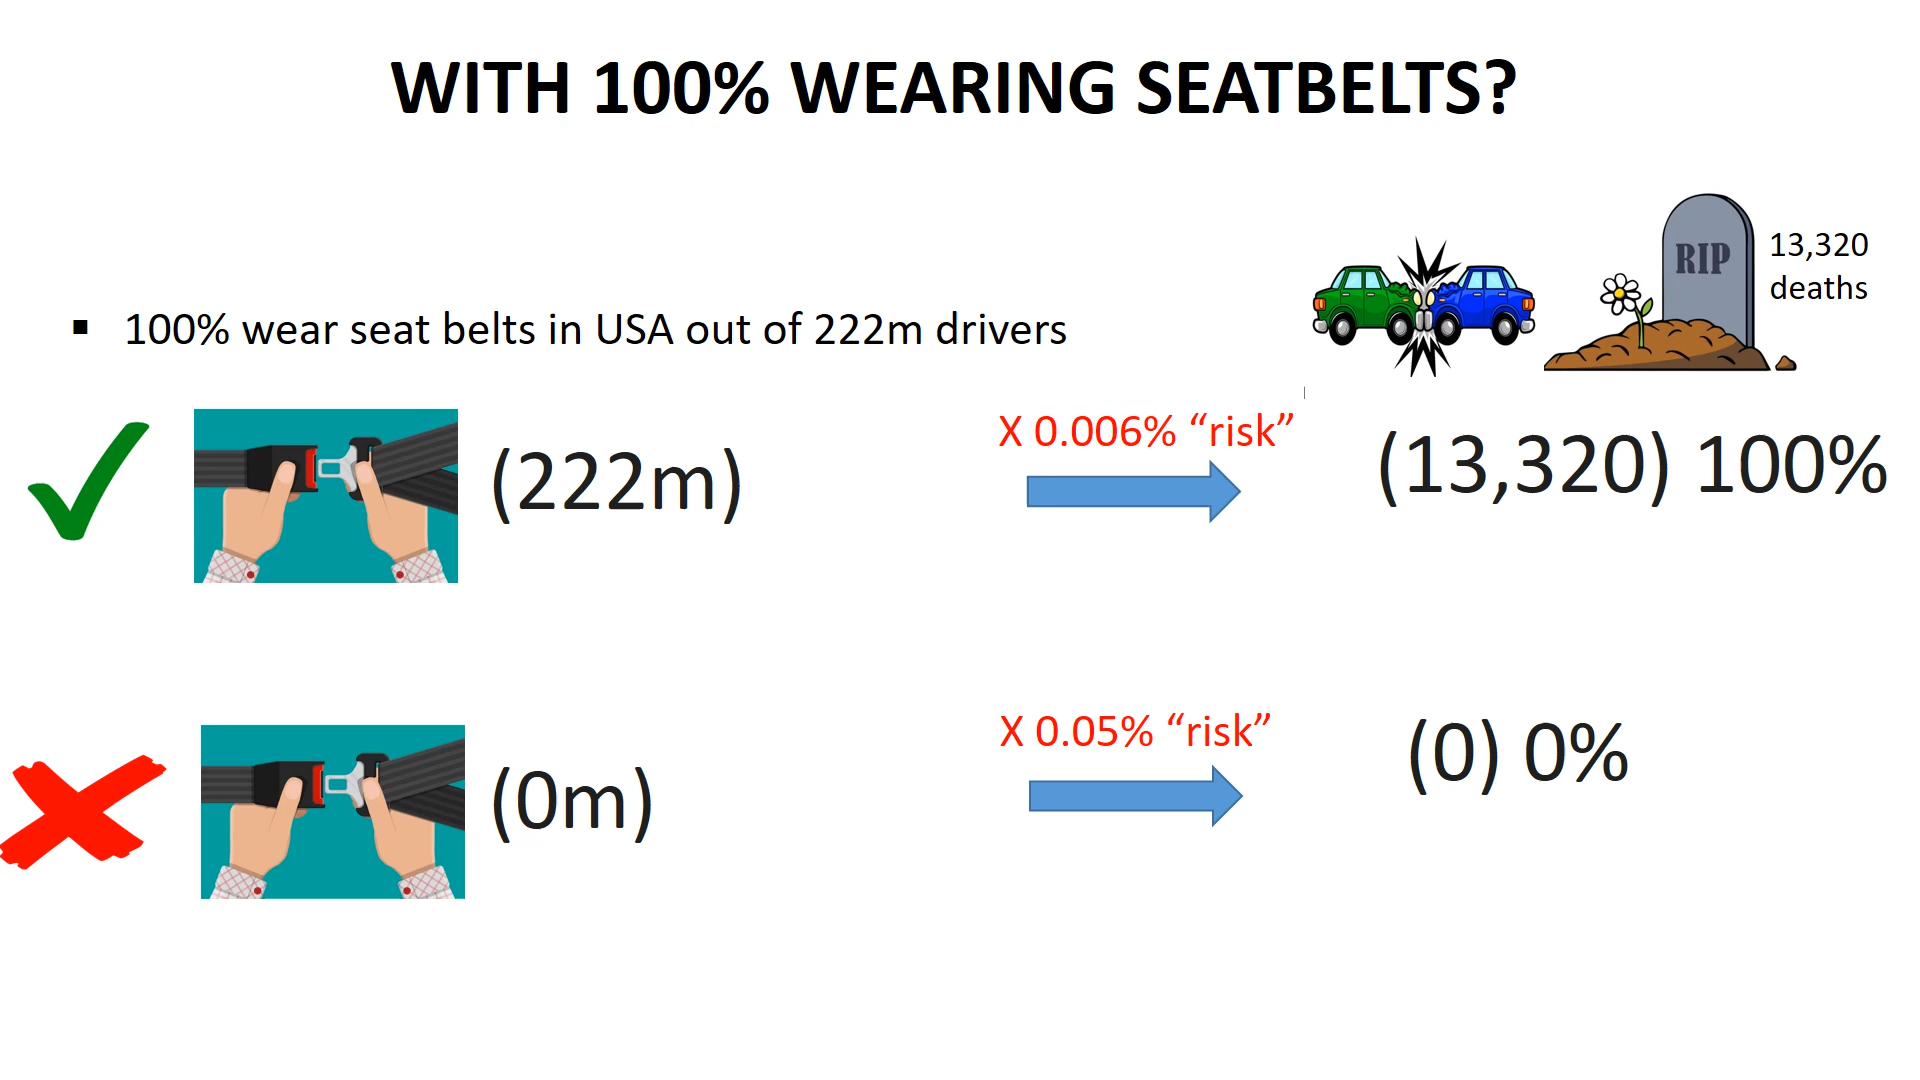 WITH 100% WEARING SEATBELTS?
RIP
13,320
deaths
▪ 100% wear seat belts in USA out of 222m drivers
(222m)
X 0.006% “risk”
(13,320) 100%
(0m)
X 0.05% “risk”
(0) 0%